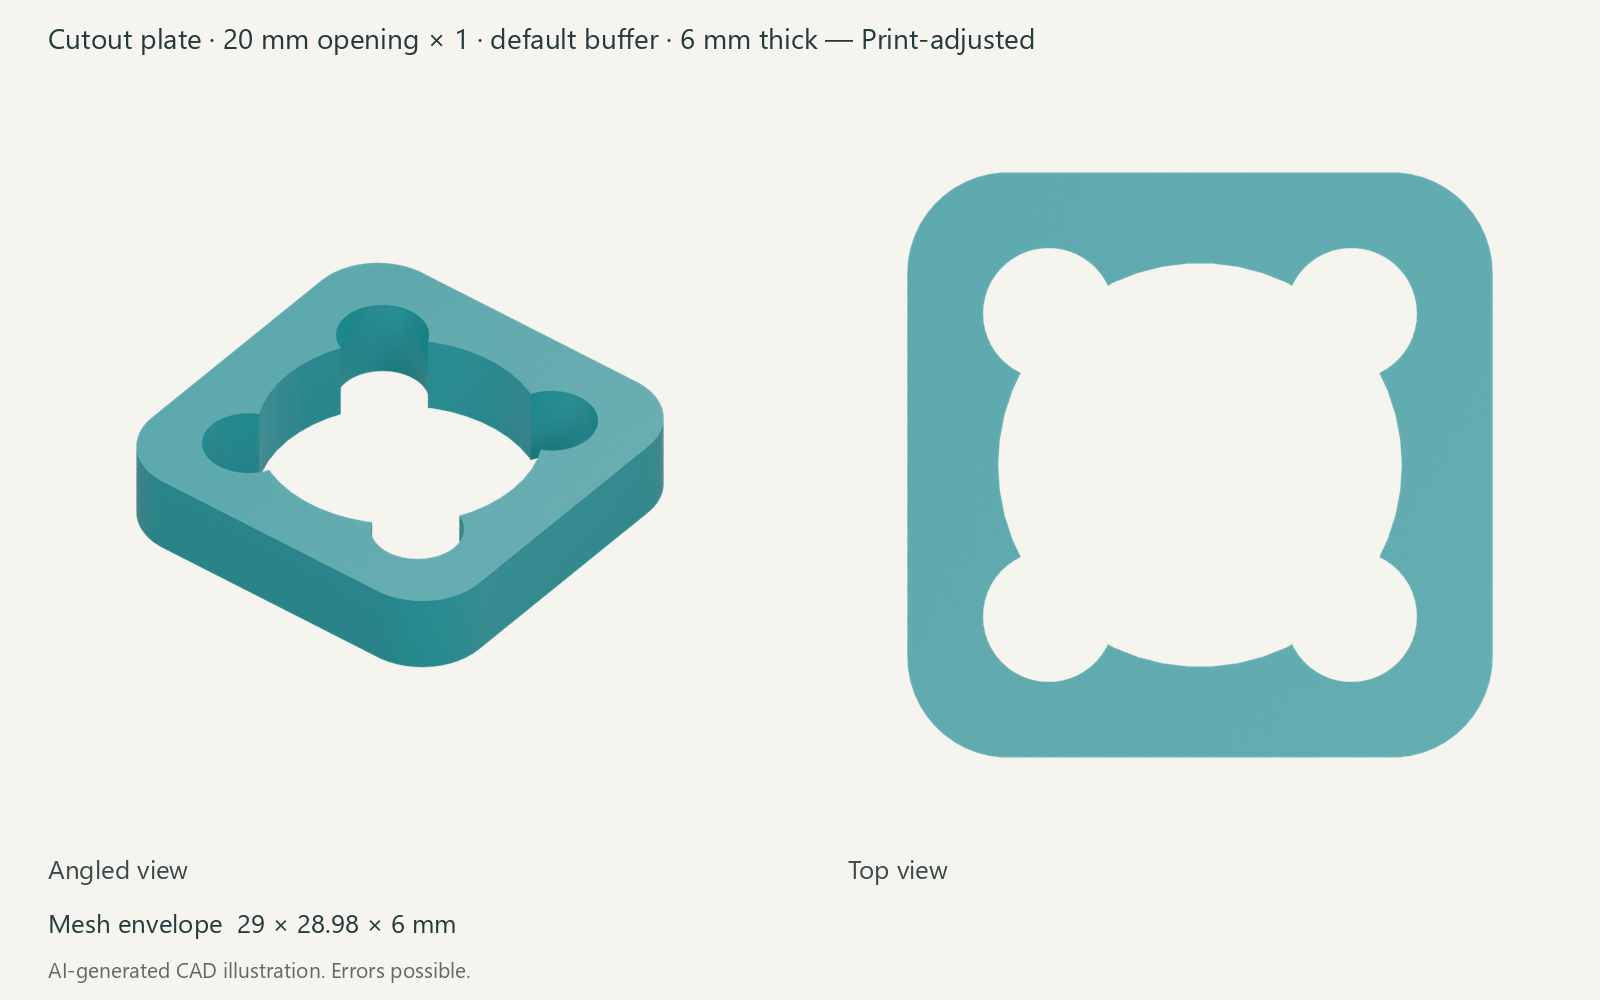 Cutout plate · 20 mm opening × 1 · default buffer · 6 mm thick — Print-adjusted
Angled view
Top view
Mesh envelope 29 × 28.98 × 6 mm
AI-generated CAD illustration. Errors possible.